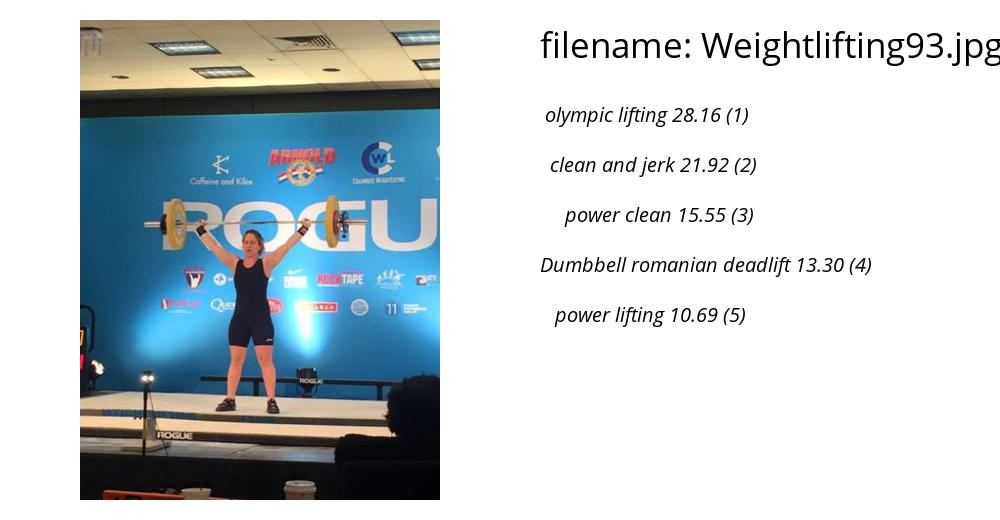 filename: Weightlifting93.jpg
olympic lifting 28.16 (1)
clean and jerk 21.92 (2)
power clean 15.55 (3)
Dumbbell romanian deadlift 13.30 (4)
power lifting 10.69 (5)
Caffeine and Kilos
ARNOLD
CWL
COLUMBUS WEIGHTLIFTING
ROGU
ROCKTAPE
11
ROGUE
ROGUE